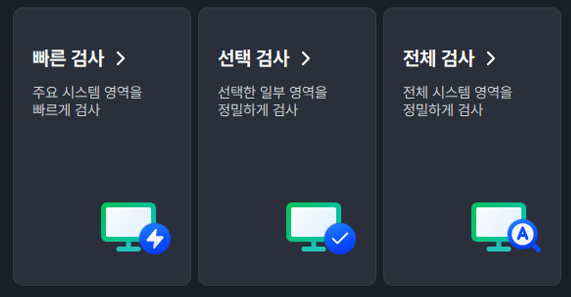 빠른 검사
주요 시스템 영역을
빠르게 검사
선택 검사
선택한 일부 영역을
정밀하게 검사
전체 검사
전체 시스템 영역을
정밀하게 검사
A